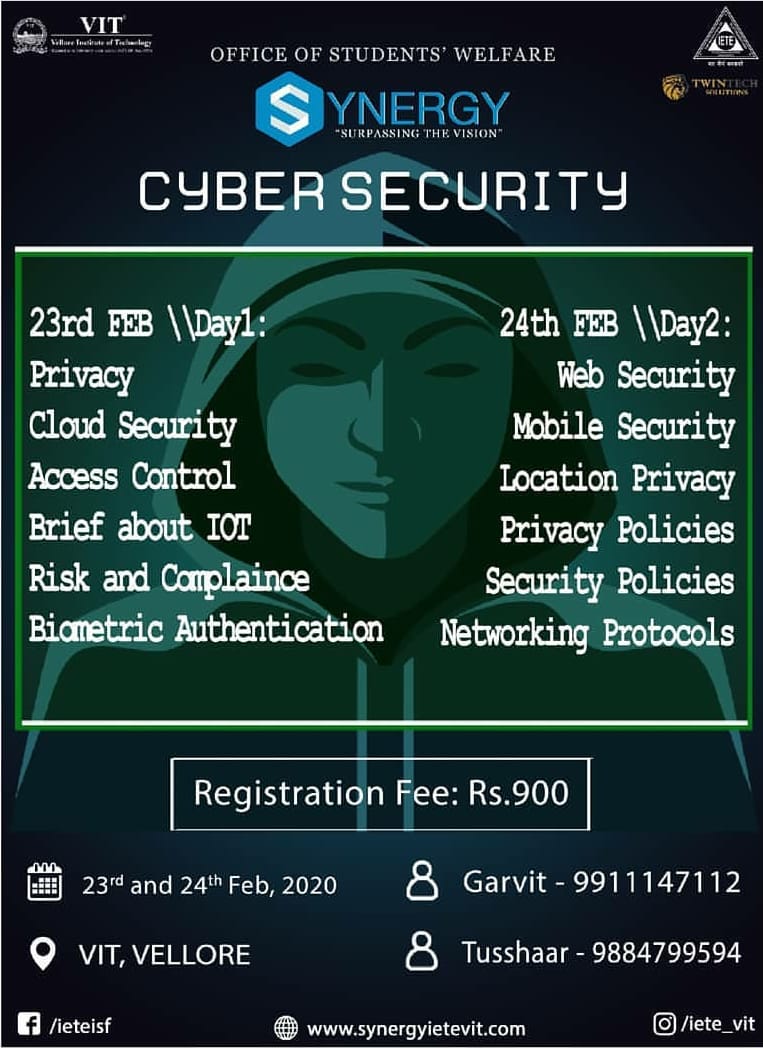 VIT
Vellore Institute of Technology
IETE
TWINTECH
SOLUTIONS
OFFICE OF STUDENTS' WELFARE
SYNERGY
"SURPASSING THE VISION"
CYBER SECURITY
23rd FEB \\Day1:
Privacy
Cloud Security
Access Control
Brief about IOT
Risk and Complaince
Biometric Authentication
24th FEB \\Day2:
Web Security
Mobile Security
Location Privacy
Privacy Policies
Security Policies
Networking Protocols
Registration Fee: Rs.900
23rd and 24th Feb, 2020
Garvit - 9911147112
VIT, VELLORE
Tusshaar - 9884799594
/ieteisf
www.synergyietevit.com
/iete_vit